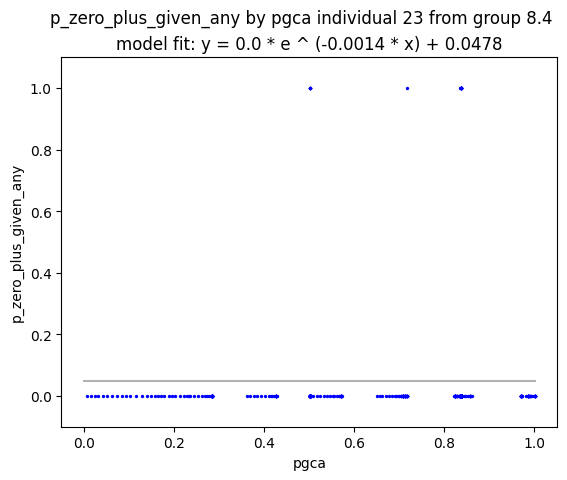 p_zero_plus_given_any by pgca individual 23 from group 8.4
model fit: y = 0.0 * e ^ (-0.0014 * x) + 0.0478
1.0
0.8
0.6
0.4
0.2
0.0
p_zero_plus_given_any
0.0 0.2 0.4 0.6 0.8 1.0
pgca